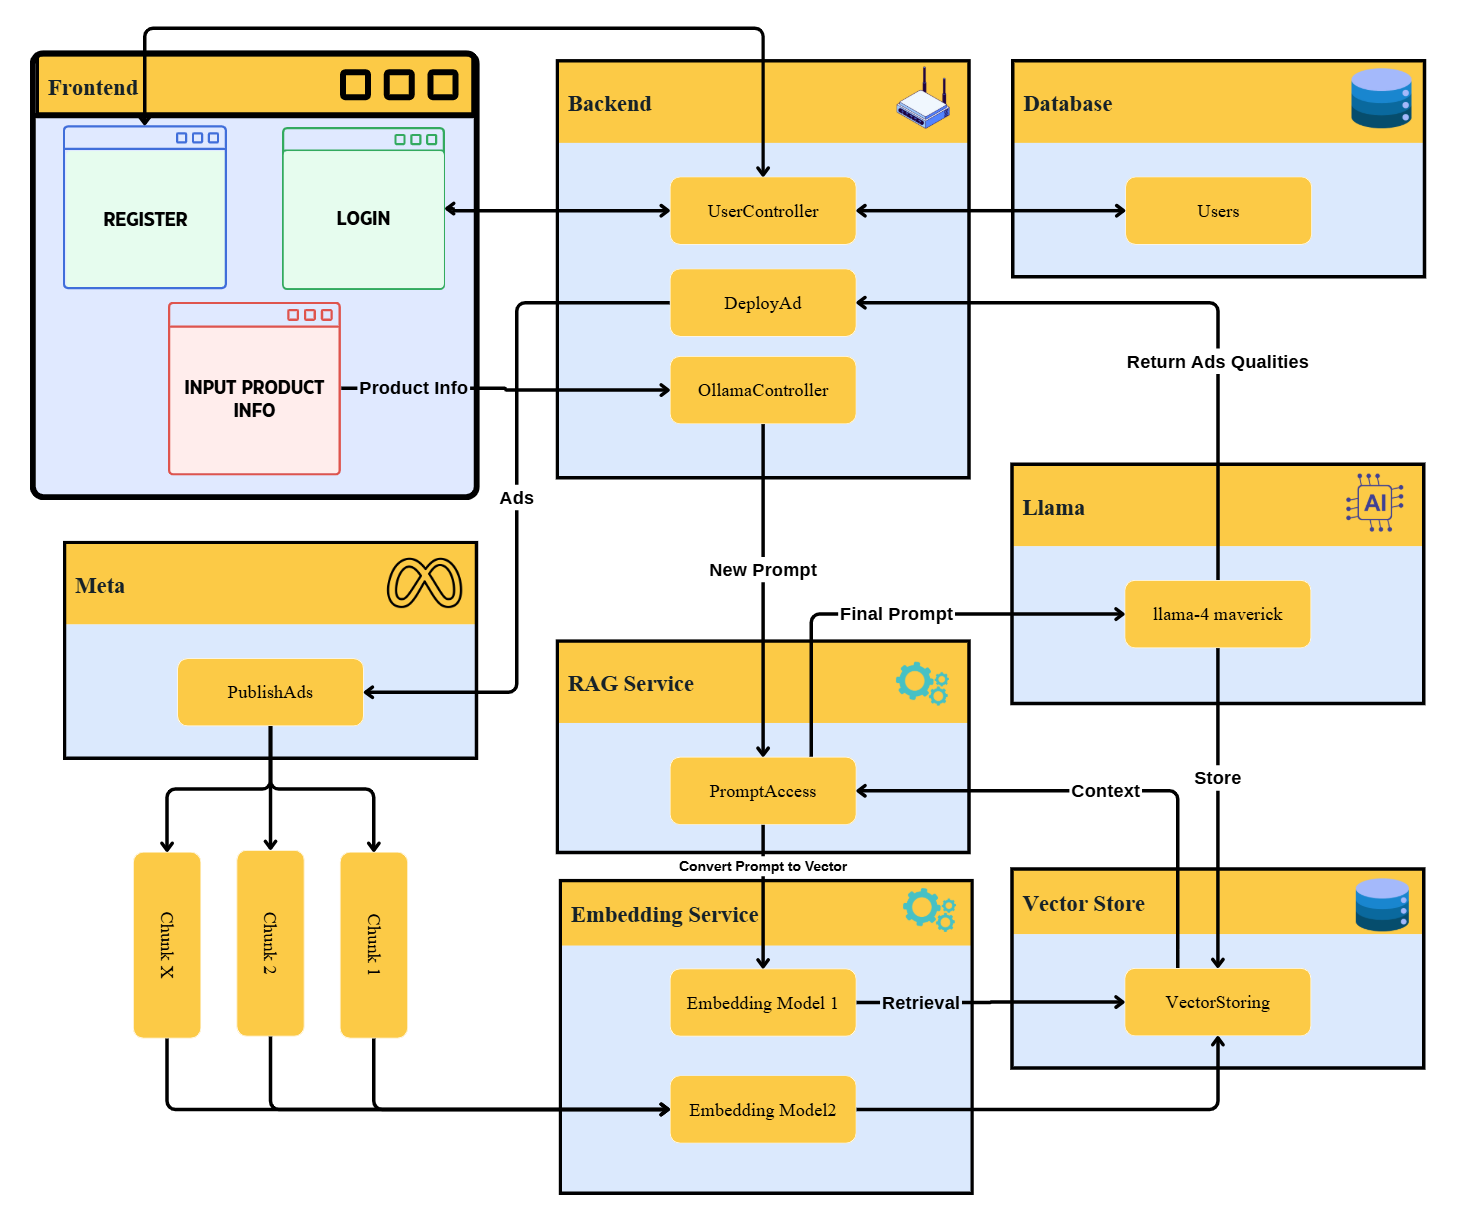 Frontend
REGISTER
LOGIN
INPUT PRODUCT
INFO
Product Info
Backend
UserController
DeployAd
OllamaController
Database
Users
Return Ads Qualities
Ads
New Prompt
Final Prompt
Llama
AI
llama-4 maverick
Meta
PublishAds
RAG Service
PromptAccess
Store
Context
Convert Prompt to Vector
Chunk X
Chunk 2
Chunk 1
Embedding Service
Embedding Model 1
Retrieval
Embedding Model2
Vector Store
VectorStoring